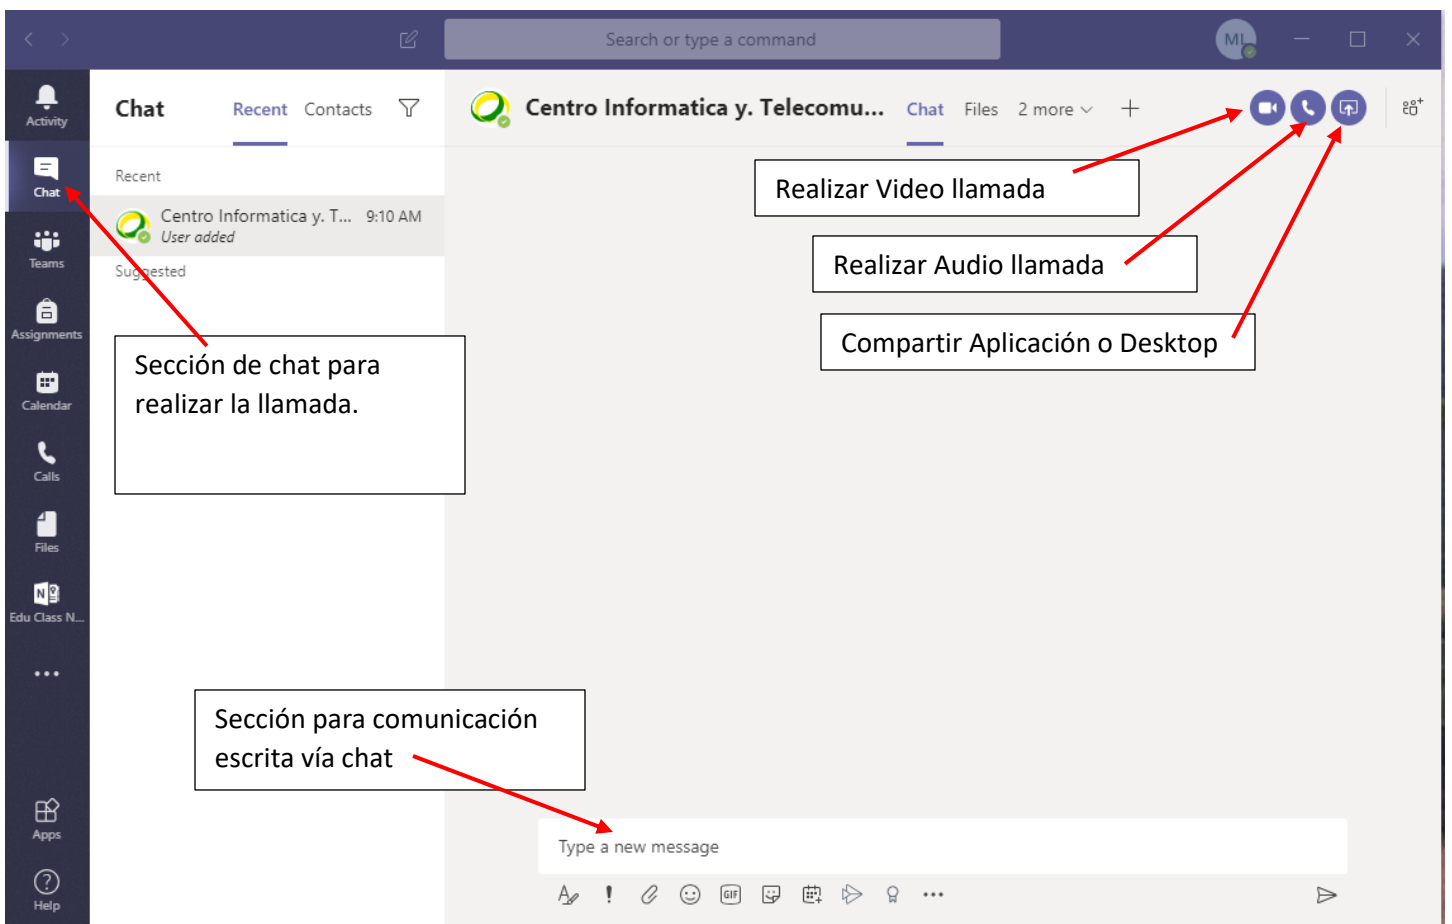 Search or type a command
ML
Activity
Chat
Teams
Assignments
Calendar
Calls
Files
Edu Class N...
Apps
Help
Chat Recent Contacts
Recent
Centro Informatica y. T... 9:10 AM
User added
Suggested
Centro Informatica y. Telecomu... Chat Files 2 more
Realizar Video llamada
Realizar Audio llamada
Compartir Aplicación o Desktop
Sección de chat para
realizar la llamada.
Sección para comunicación
escrita vía chat
Type a new message
GIF